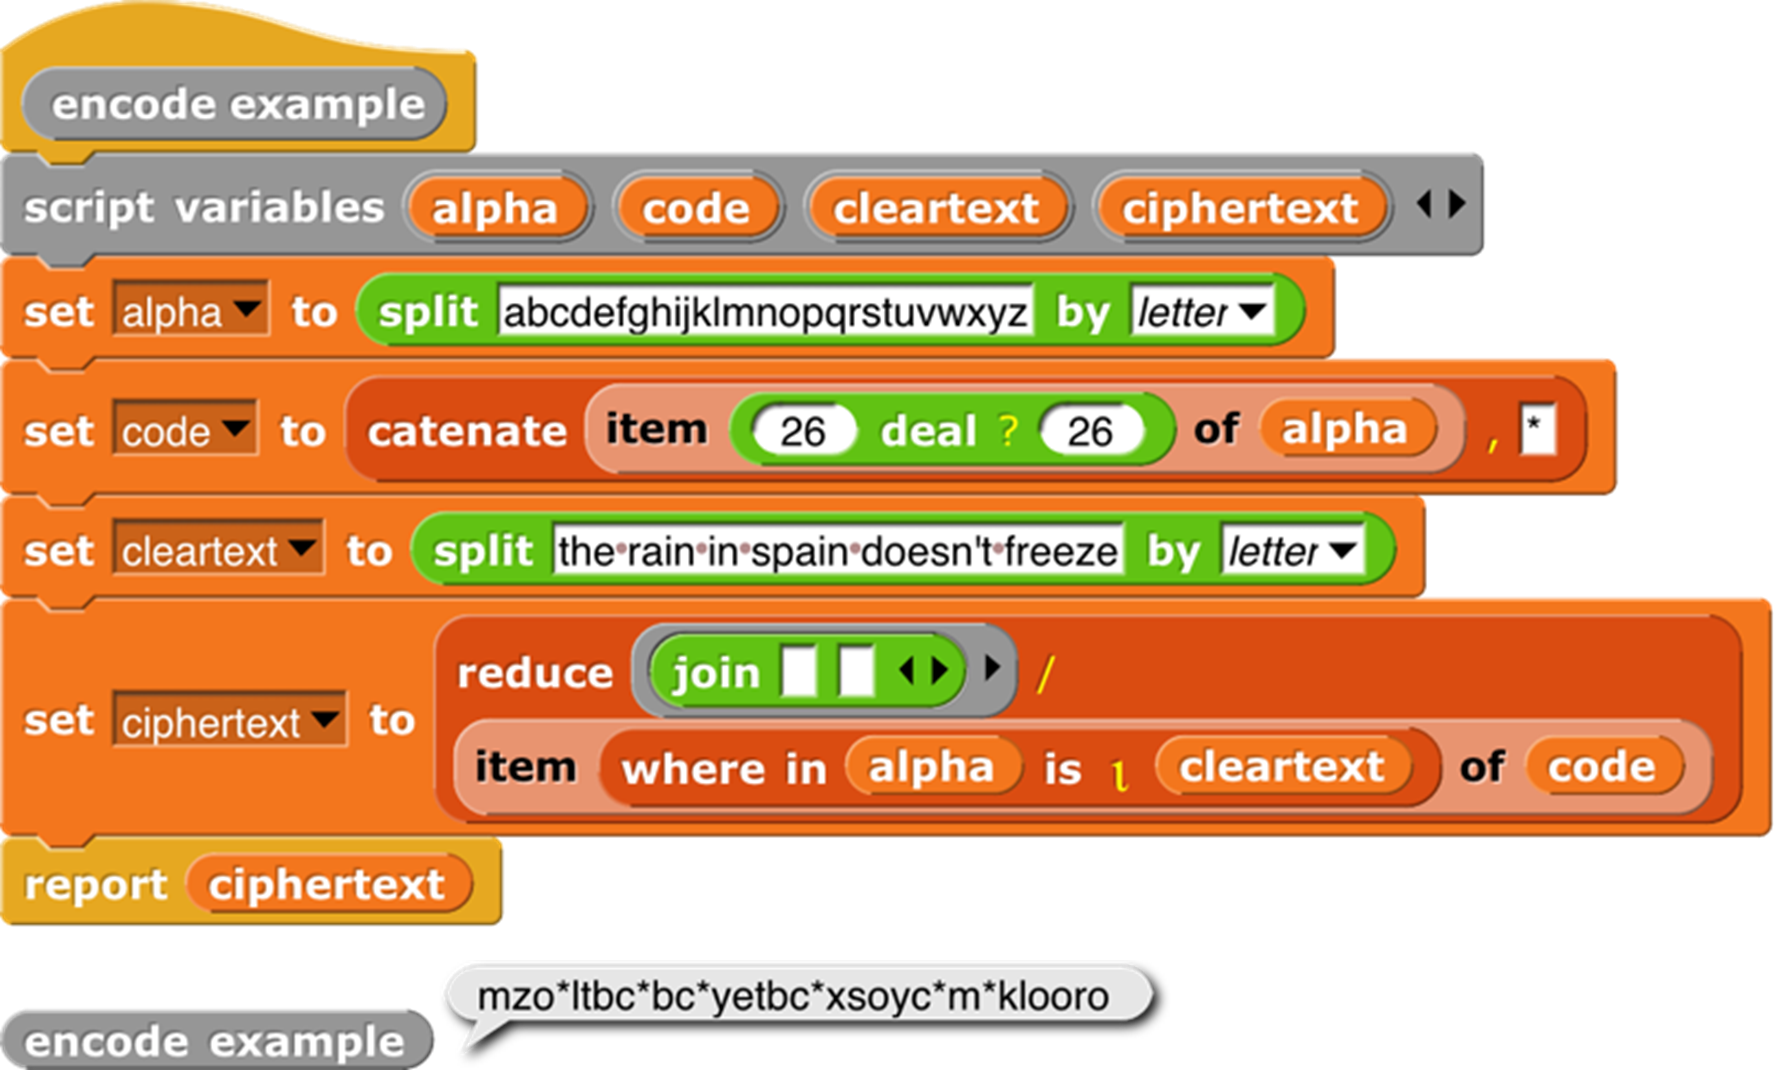 encode example
script variables alpha code cleartext ciphertext
set alpha to split abcdefghijklmnopqrstuvwxyz by letter
set code to catenate item 26 deal ? 26 of alpha , *
set cleartext to split the•rain•in•spain•doesn't•freeze by letter
reduce join /
set ciphertext to
item where in alpha is ɩ cleartext of code
report ciphertext
mzo*ltbc*bc*yetbc*xsoyc*m*klooro
encode example